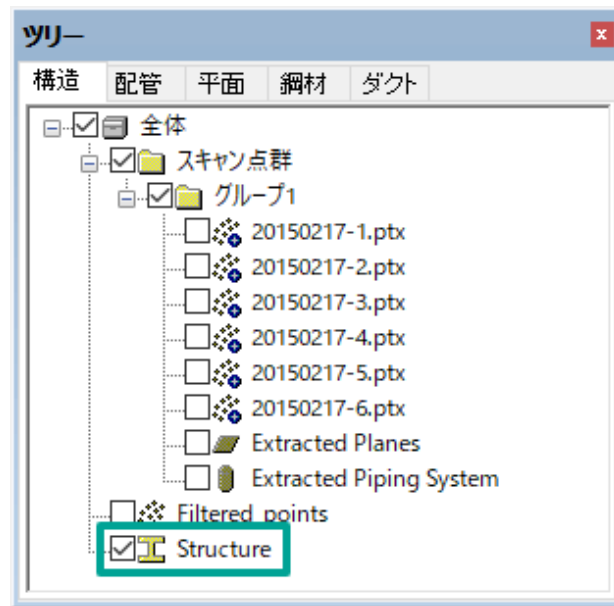 ツリー
構造 配管 平面 鋼材 ダクト
全体
スキャン点群
グループ1
20150217-1.ptx
20150217-2.ptx
20150217-3.ptx
20150217-4.ptx
20150217-5.ptx
20150217-6.ptx
Extracted Planes
Extracted Piping System
Filtered_points
Structure